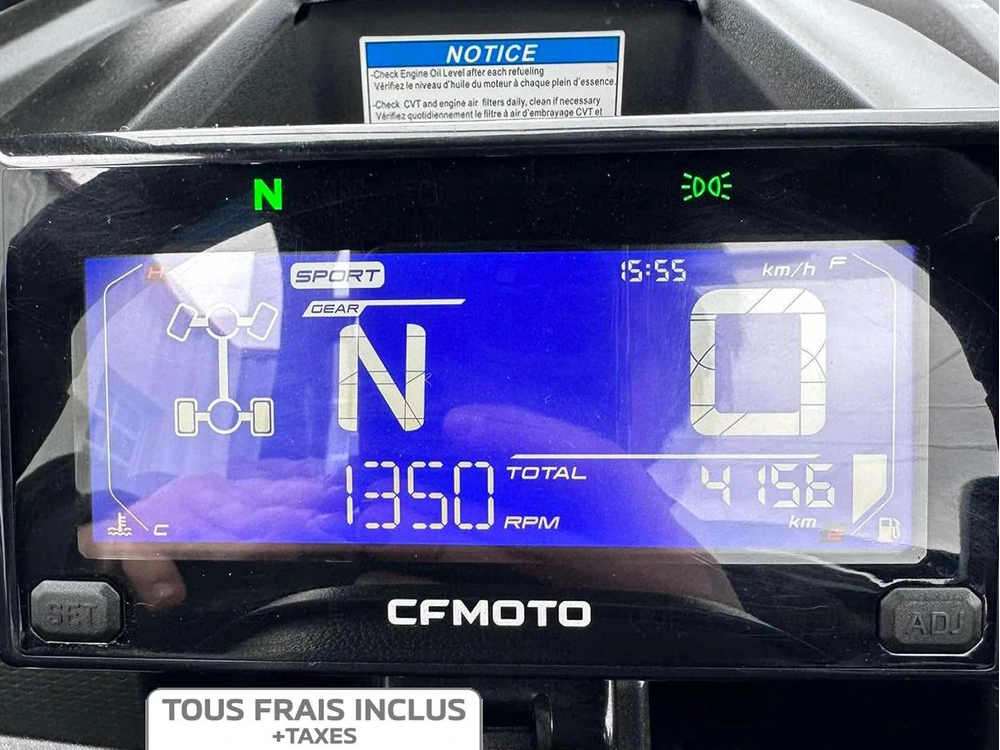 NOTICE
-Check Engine Oil Level after each refueling
Vérifiez le niveau d'huile du moteur à chaque plein d'essence.
-Check CVT and engine air filters daily, clean if necessary
Vérifiez quotidiennement le filtre à air d'embrayage CVT et
N
H SPORT 15:55 km/h F
GEAR
N 0
1350 RPM TOTAL 4156 km
C E
SET CFMOTO ADJ
TOUS FRAIS INCLUS
+TAXES